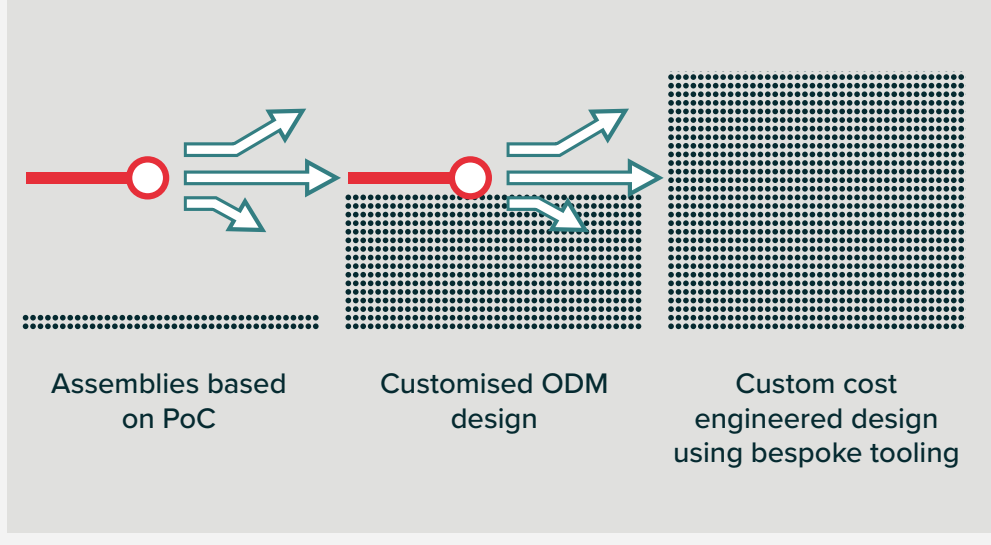 Assemblies based
on PoC
Customised ODM
design
Custom cost
engineered design
using bespoke tooling